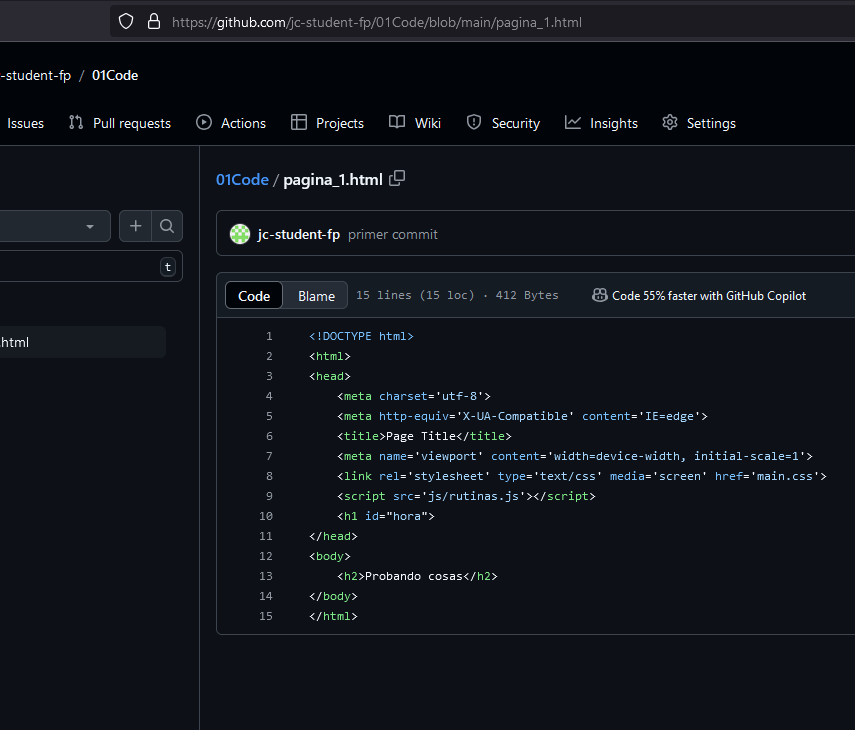 https://github.com/jc-student-fp/01Code/blob/main/pagina_1.html
-student-fp / 01Code
Issues Pull requests Actions Projects Wiki Security Insights Settings
01Code / pagina_1.html
t
.html
jc-student-fp primer commit
Code Blame 15 lines (15 loc) · 412 Bytes Code 55% faster with GitHub Copilot
1 <!DOCTYPE html>
2 <html>
3 <head>
4     <meta charset='utf-8'>
5     <meta http-equiv='X-UA-Compatible' content='IE=edge'>
6     <title>Page Title</title>
7     <meta name='viewport' content='width=device-width, initial-scale=1'>
8     <link rel='stylesheet' type='text/css' media='screen' href='main.css'>
9     <script src='js/rutinas.js'></script>
10     <h1 id="hora">
11 </head>
12 <body>
13     <h2>Probando cosas</h2>
14 </body>
15 </html>